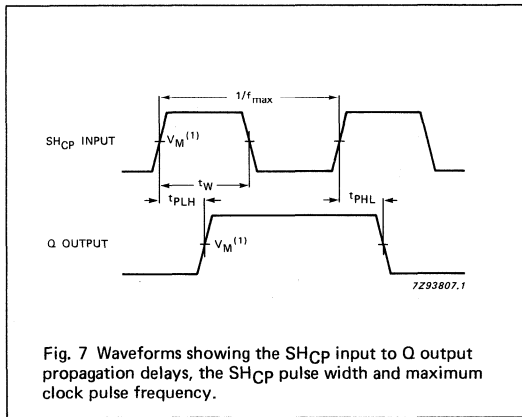 1/fmax
SHCP INPUT
VM(1)
tW
tPLH
tPHL
Q OUTPUT
VM(1)
7Z93807.1
Fig. 7 Waveforms showing the SHCP input to Q output
propagation delays, the SHCP pulse width and maximum
clock pulse frequency.